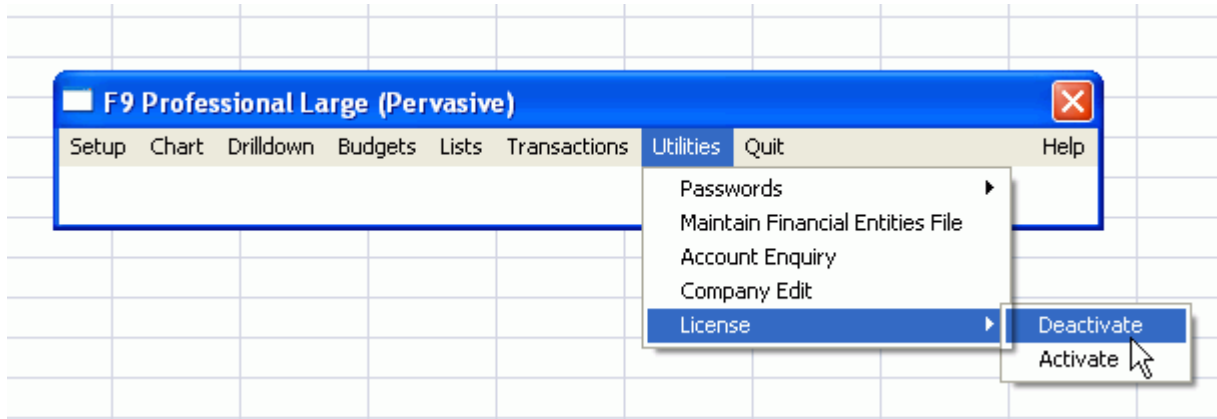 F9 Professional Large (Pervasive)
Setup Chart Drilldown Budgets Lists Transactions Utilities Quit Help
Passwords
Maintain Financial Entities File
Account Enquiry
Company Edit
License
Deactivate
Activate